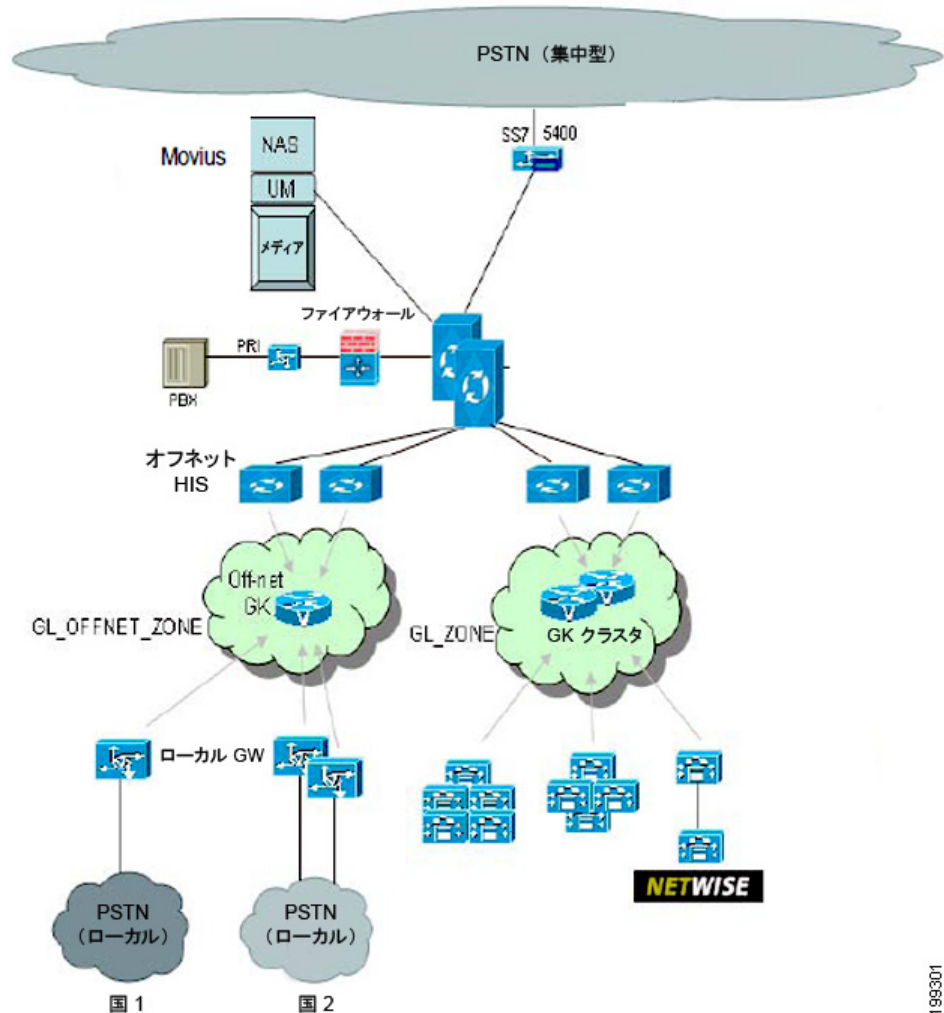 PSTN（集中型）
SS7 5400
Movius
NAS
UM
メディア
ファイアウォール
PRI
PBX
オフネット
HIS
Off-net
GK
GL_OFFNET_ZONE
V
GL_ZONE
V
V
GK クラスタ
ローカル GW
NETWISE
PSTN
（ローカル）
PSTN
（ローカル）
国 1
国 2
199301